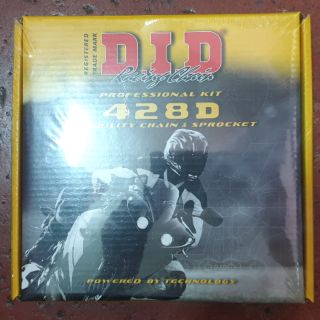 REGISTERED
TRADE MARK
DID
Racing Chain
PROFESSIONAL KIT
428D
CHAIN & SPROCKET
POWERED BY TECHNOLOGY